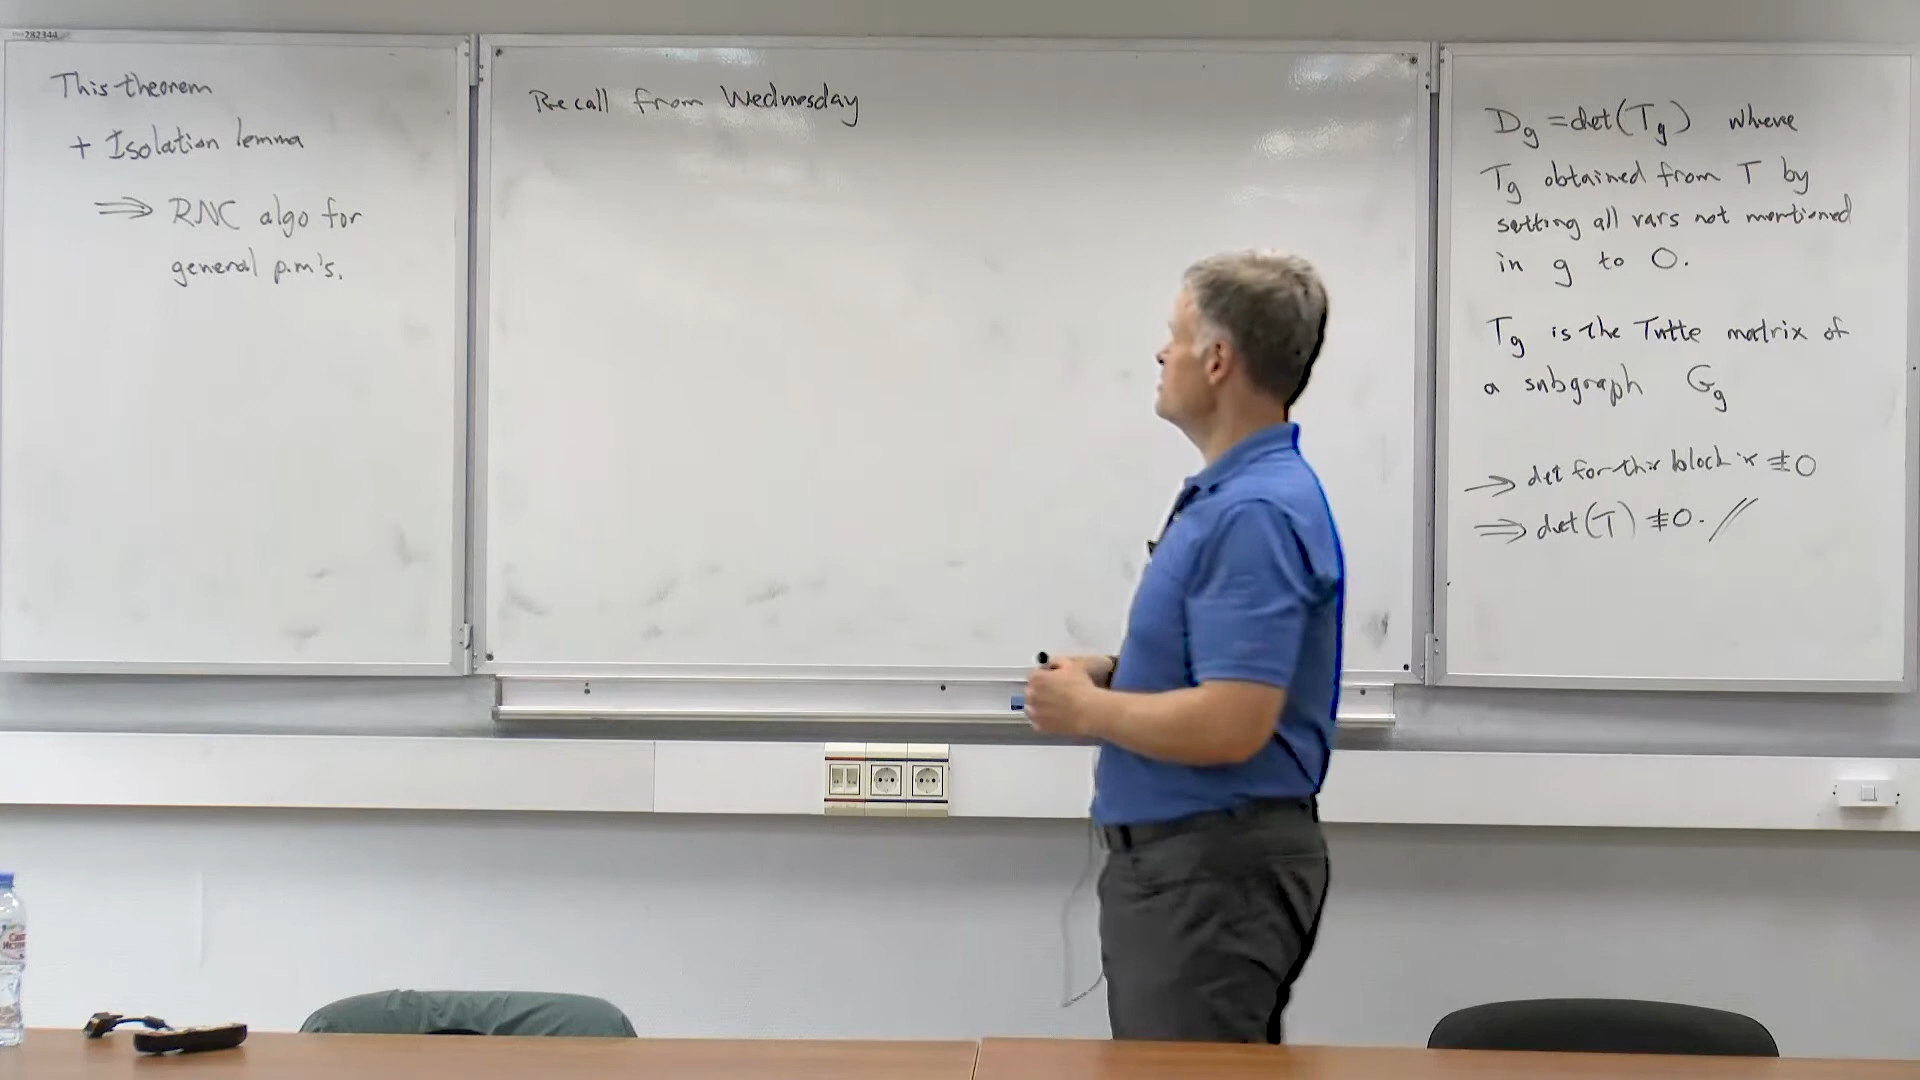 282344
This theorem
+ Isolation lemma
⟹ RNC algo for
general p.m's.
Recall from Wednesday
D_g = det(T_g) where
T_g obtained from T by
setting all vars not mentioned
in g to 0.
T_g is the Tutte matrix of
a subgraph G_g
⟹ det for this block is ≢ 0
⟹ det(T) ≢ 0. //